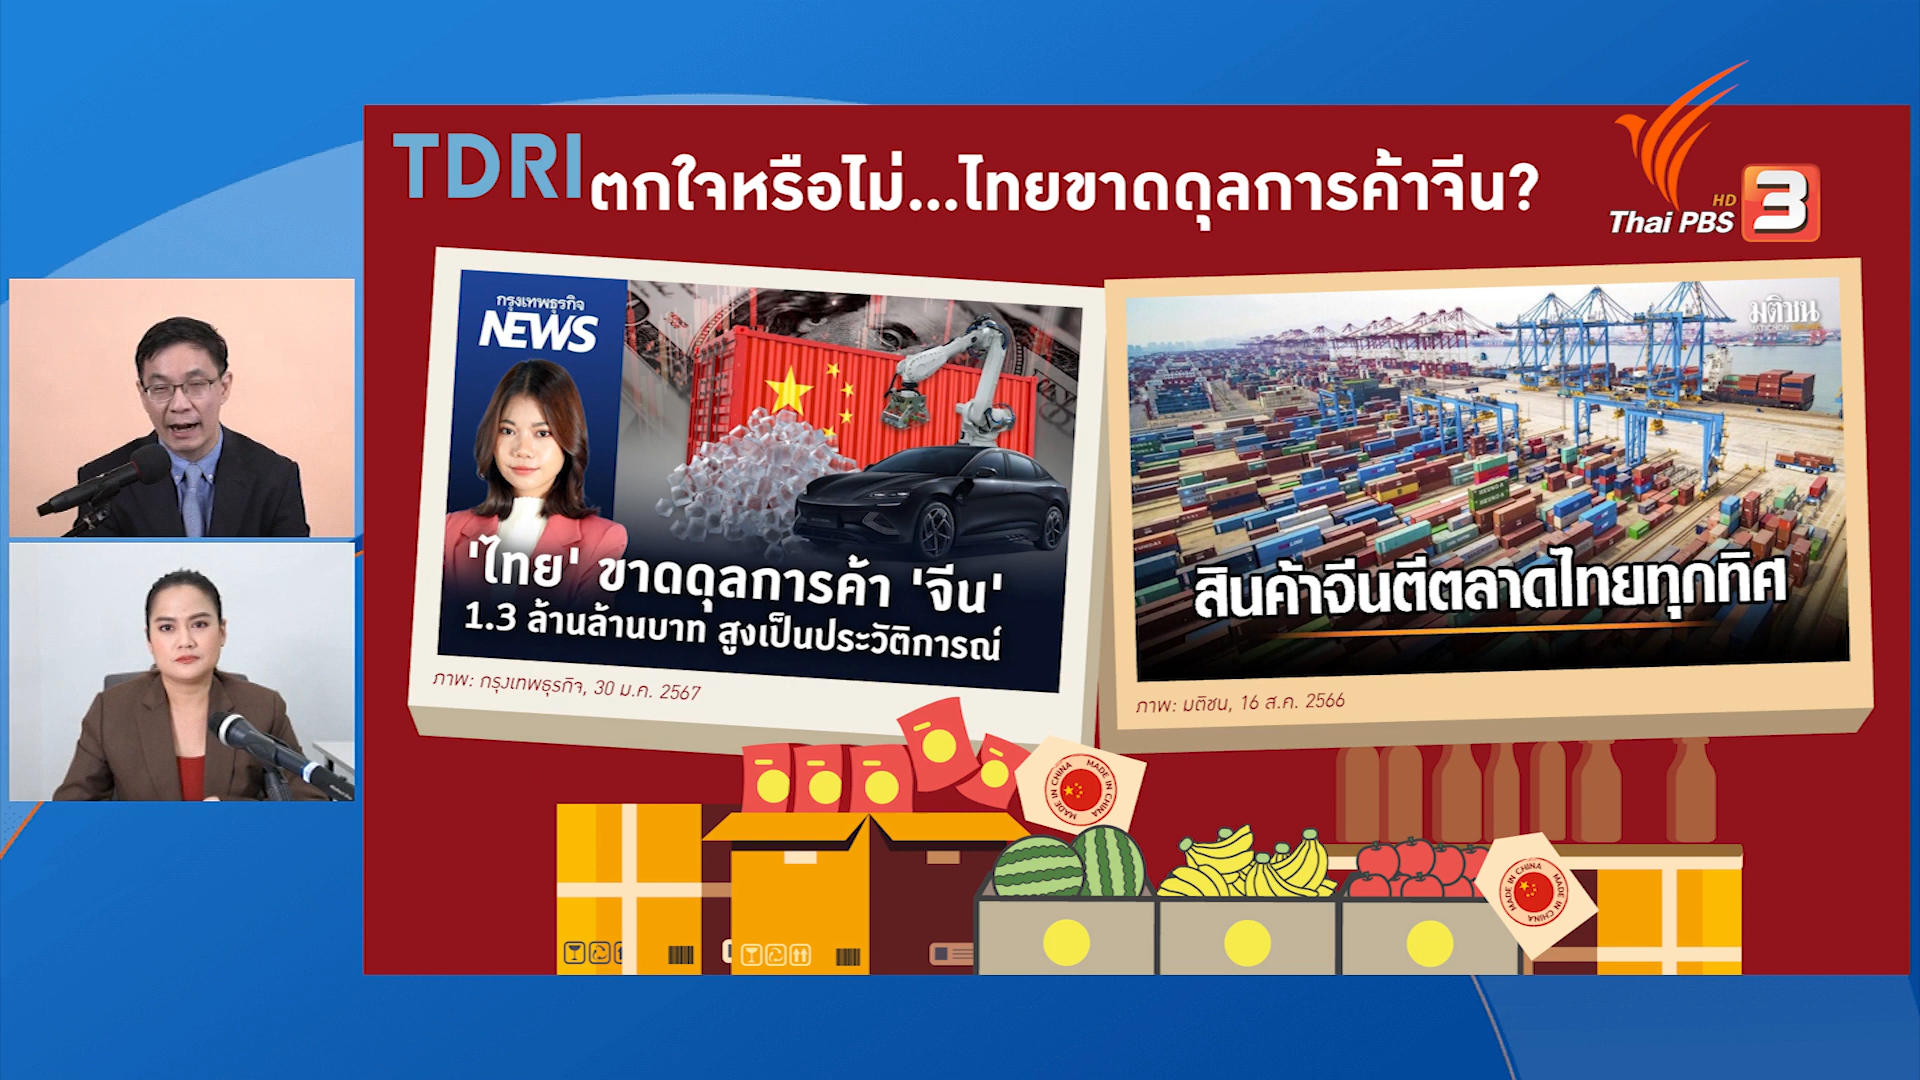 TDRI ตกใจหรือไม่...ไทยขาดดุลการค้าจีน?
HD
Thai PBS 3
กรุงเทพธุรกิจ
NEWS
'ไทย' ขาดดุลการค้า 'จีน'
1.3 ล้านล้านบาท สูงเป็นประวัติการณ์
ภาพ: กรุงเทพธุรกิจ, 30 ม.ค. 2567
มติชน
สินค้าจีนตีตลาดไทยทุกทิศ
ภาพ: มติชน, 16 ส.ค. 2566
MADE IN CHINA
MADE IN CHINA
MADE IN CHINA
MADE IN CHINA